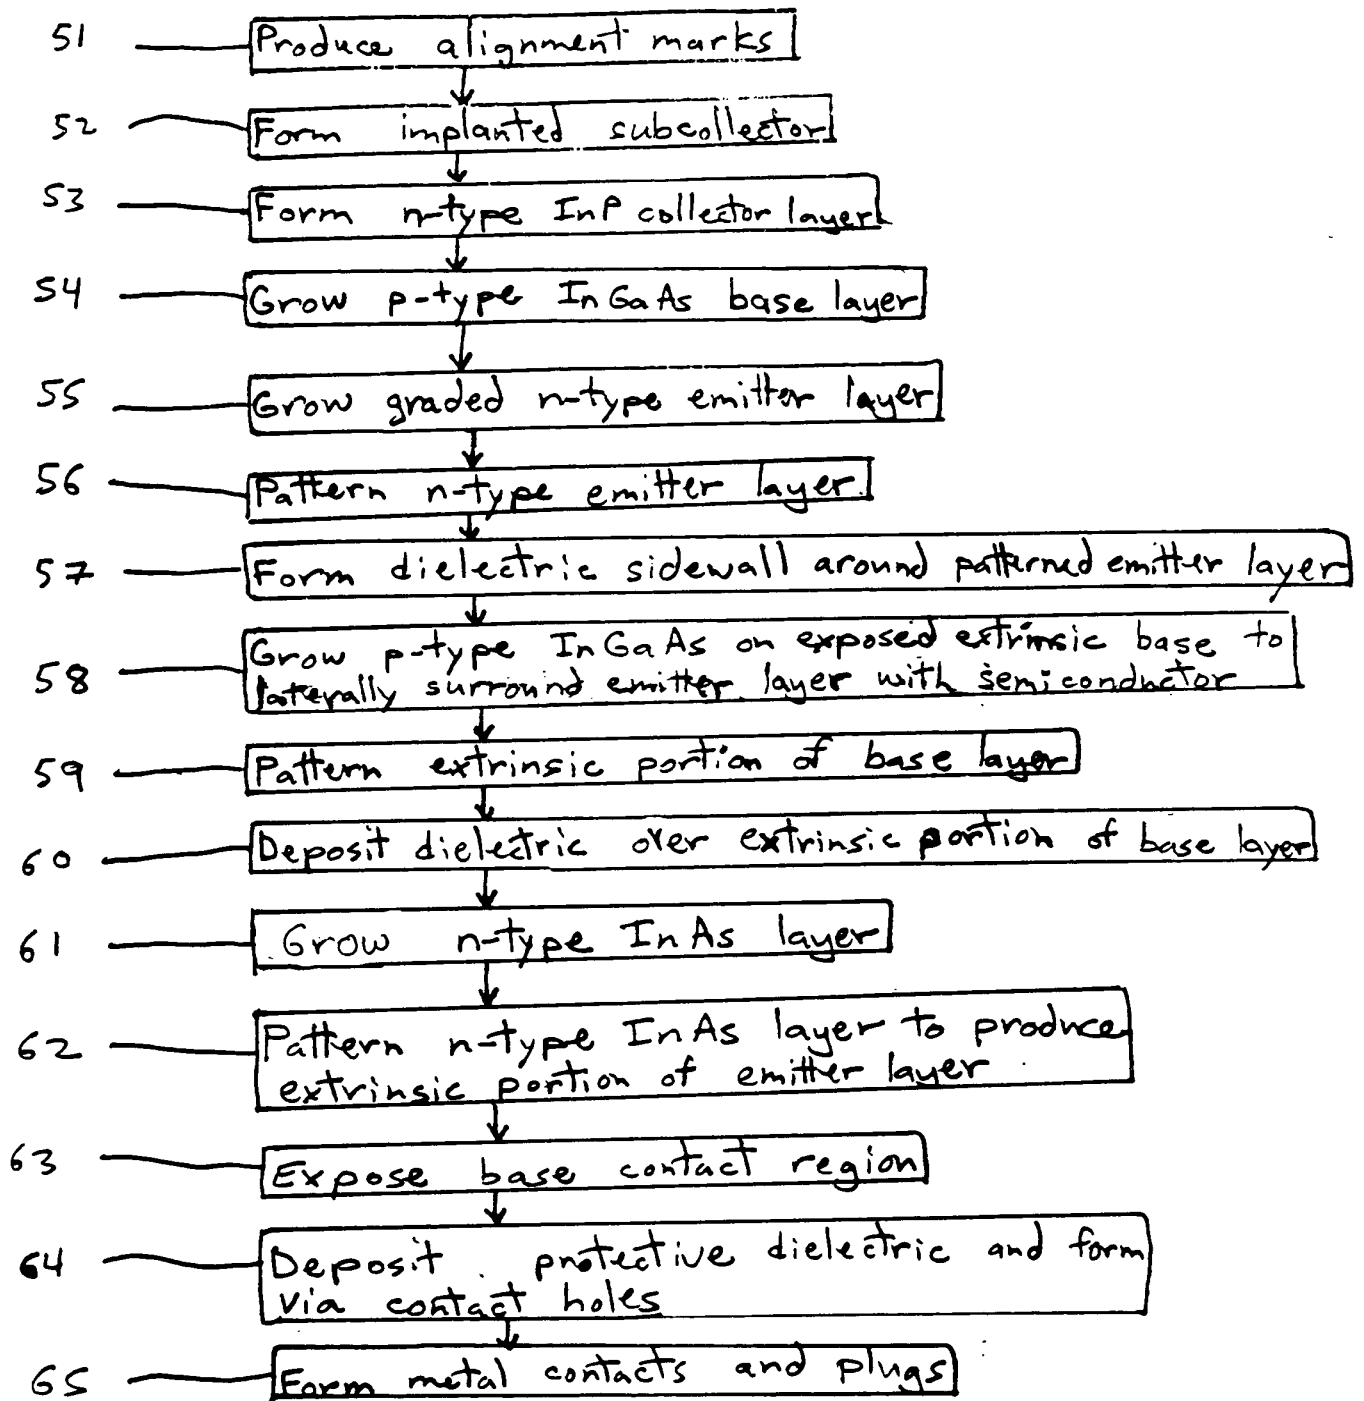 51 Produce alignment marks
52 Form implanted subcollector
53 Form n-type InP collector layer
54 Grow p-type InGaAs base layer
55 Grow graded n-type emitter layer
56 Pattern n-type emitter layer
57 Form dielectric sidewall around patterned emitter layer
58 Grow p-type InGaAs on exposed extrinsic base to
laterally surround emitter layer with semiconductor
59 Pattern extrinsic portion of base layer
60 Deposit dielectric over extrinsic portion of base layer
61 Grow n-type InAs layer
62 Pattern n-type InAs layer to produce
extrinsic portion of emitter layer
63 Expose base contact region
64 Deposit protective dielectric and form
via contact holes
65 Form metal contacts and plugs